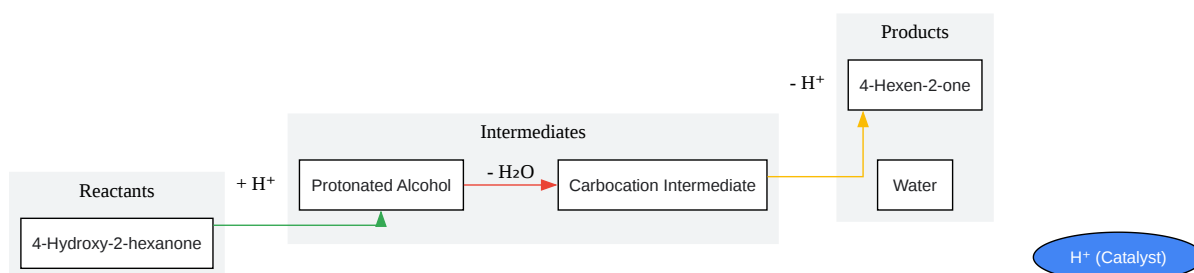 Products
- H⁺
4-Hexen-2-one
Intermediates
Reactants
+ H⁺
Protonated Alcohol
- H₂O
Carbocation Intermediate
Water
4-Hydroxy-2-hexanone
H⁺ (Catalyst)